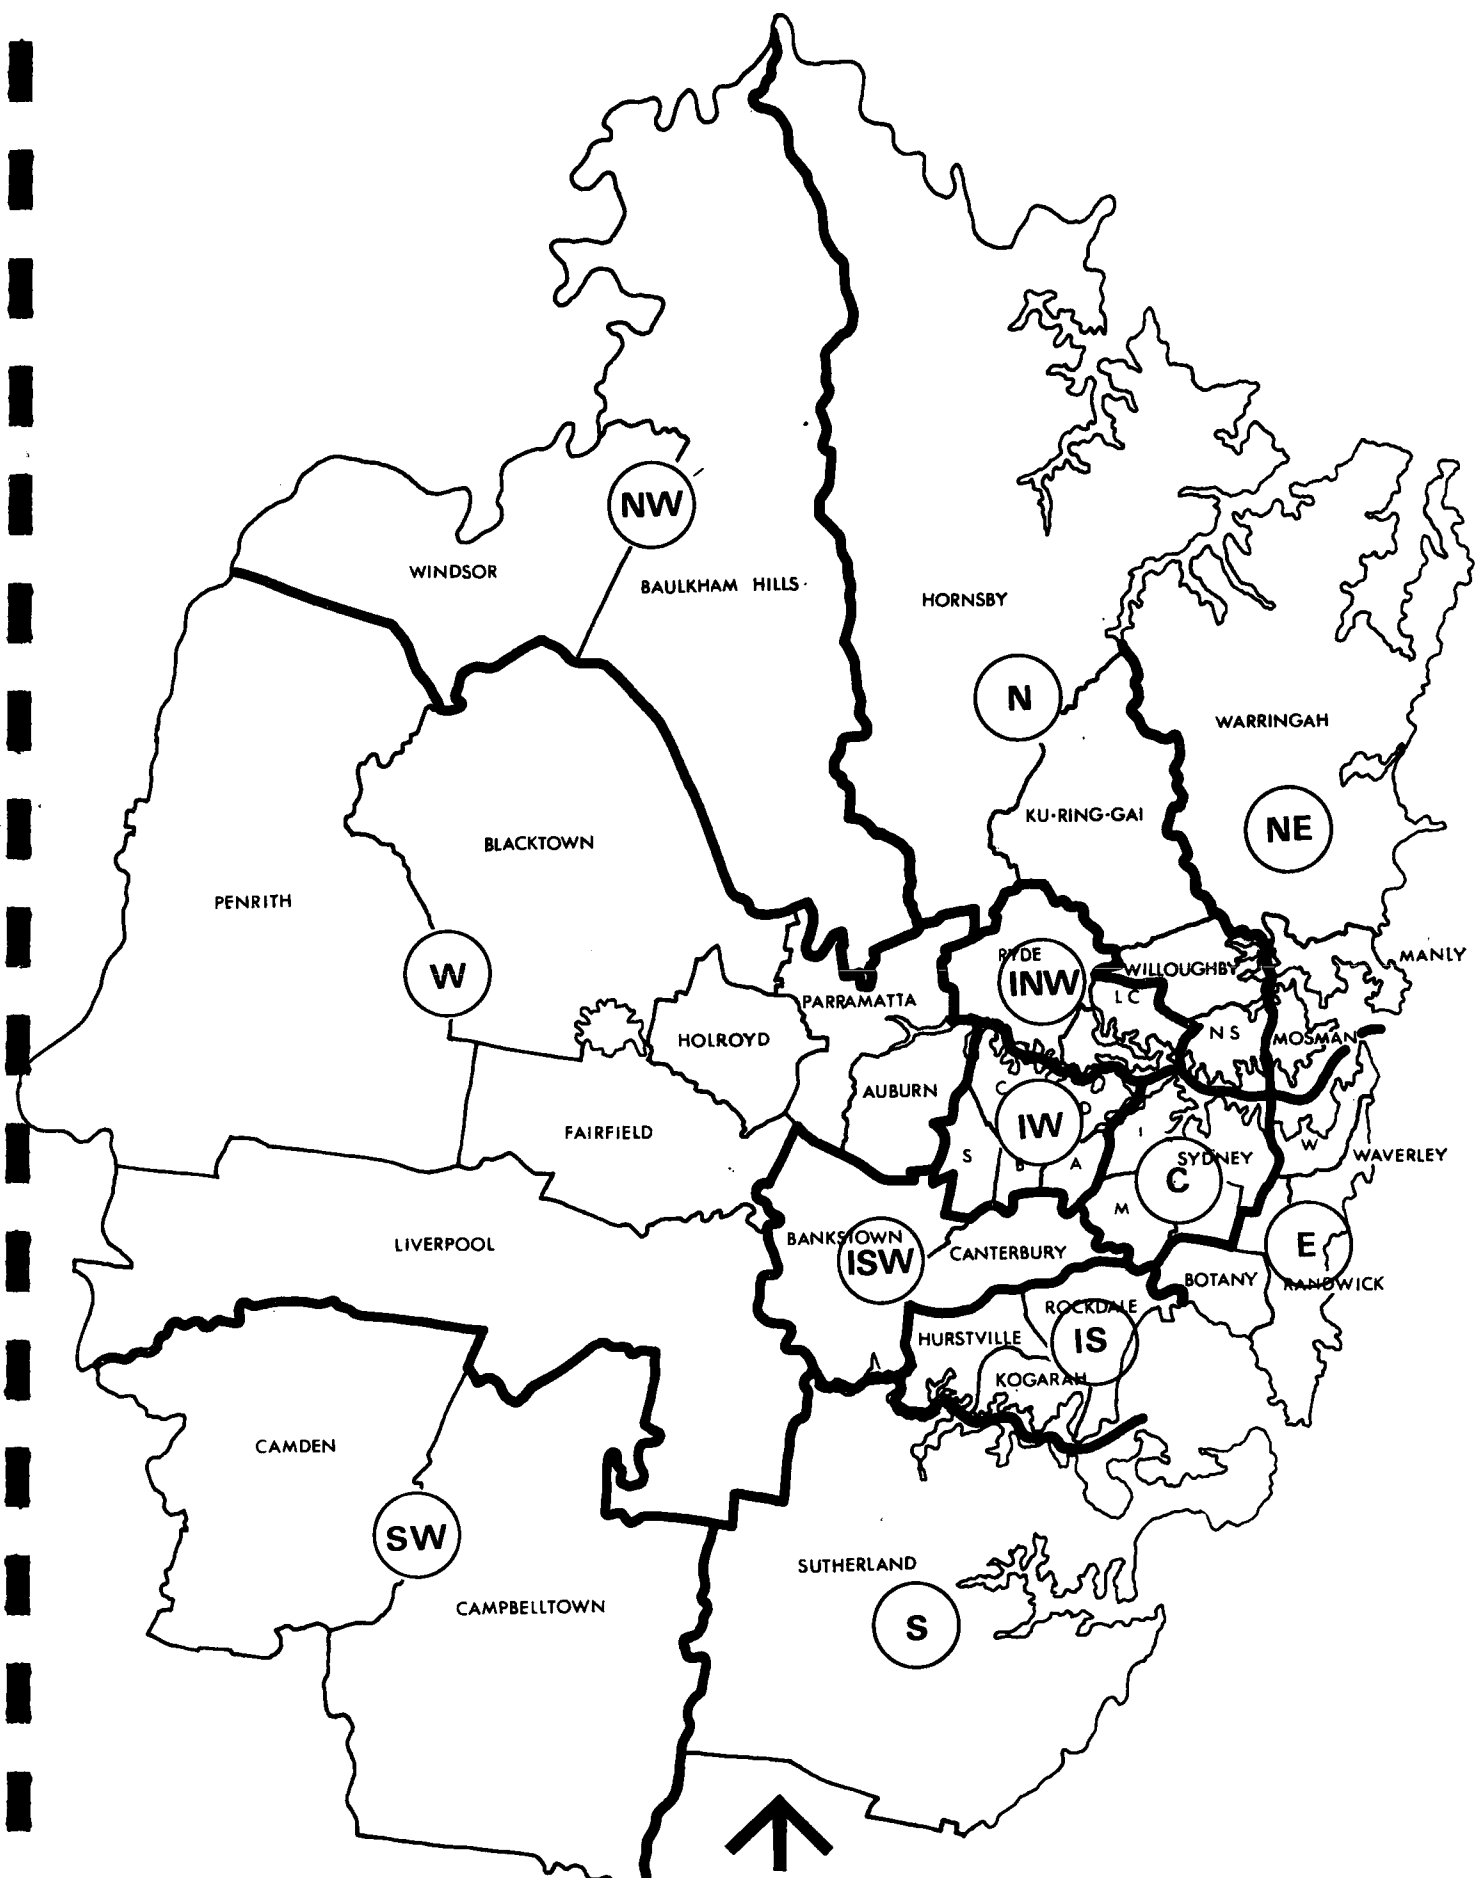 NW
WINDSOR
BAULKHAM HILLS
HORNSBY
N
WARRINGAH
KU-RING-GAI
NE
BLACKTOWN
PENRITH
W
RYDE
INW
WILLOUGHBY
MANLY
LC
PARRAMATTA
HOLROYD
NS
MOSMAN
AUBURN
C
D
IW
FAIRFIELD
I
W
S
B
A
SYDNEY
C
WAVERLEY
M
LIVERPOOL
BANKSTOWN
ISW
CANTERBURY
E
BOTANY
RANDWICK
ROCKDALE
HURSTVILLE
IS
KOGARAH
CAMDEN
SW
SUTHERLAND
CAMPBELLTOWN
S